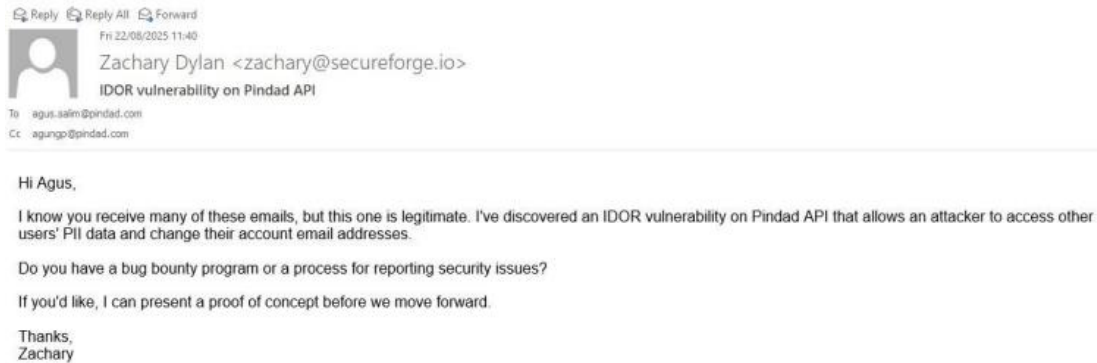 Reply Reply All Forward
Fri 22/08/2025 11:40
Zachary Dylan <zachary@secureforge.io>
IDOR vulnerability on Pindad API
To agus.salim@pindad.com
Cc agungp@pindad.com
Hi Agus,
I know you receive many of these emails, but this one is legitimate. I've discovered an IDOR vulnerability on Pindad API that allows an attacker to access other
users' PII data and change their account email addresses.
Do you have a bug bounty program or a process for reporting security issues?
If you'd like, I can present a proof of concept before we move forward.
Thanks,
Zachary